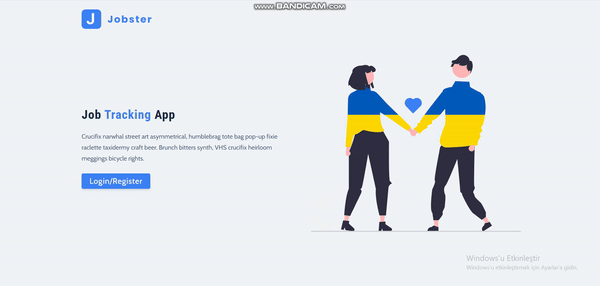 www.BANDICAM.com
J Jobster
Job Tracking App
Crucifix narwhal street art asymmetrical, humblebrag tote bag pop-up fixie
raclette taxidermy craft beer. Brunch bitters synth, VHS crucifix heirloom
meggings bicycle rights.
Login/Register
Windows'u Etkinleştir
Windows'u etkinleştirmek için Ayarlar'a gidin.